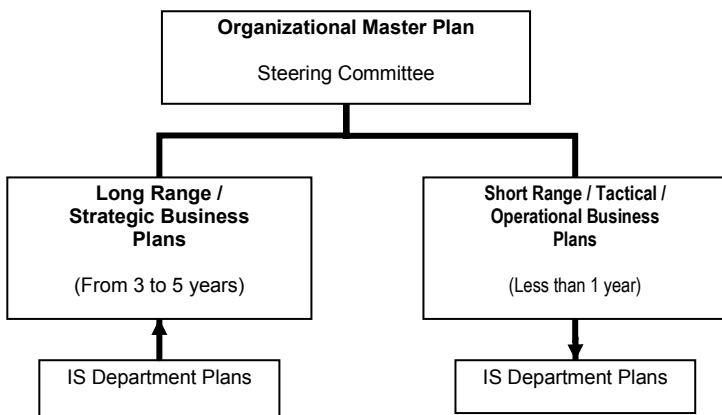 Organizational Master Plan
Steering Committee
Long Range /
Strategic Business
Plans
(From 3 to 5 years)
Short Range / Tactical /
Operational Business
Plans
(Less than 1 year)
IS Department Plans
IS Department Plans